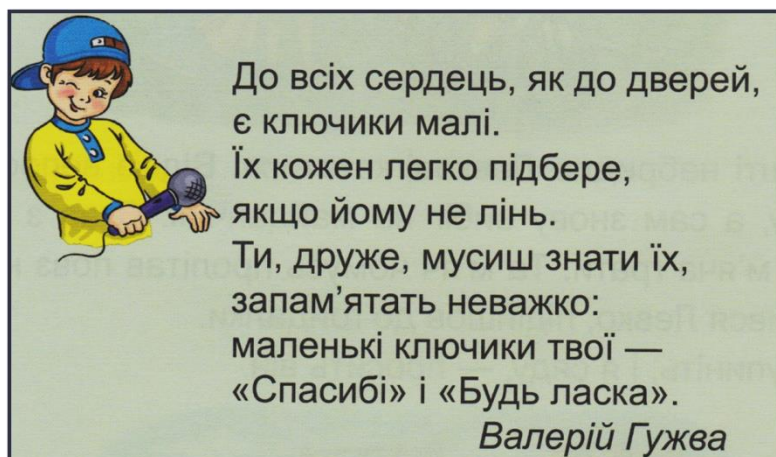 До всіх сердець, як до дверей,
є ключики малі.
Їх кожен легко підбере,
якщо йому не лінь.
Ти, друже, мусиш знати їх,
запам’ятать неважко:
маленькі ключики твої —
«Спасибі» і «Будь ласка».
Валерій Гужва